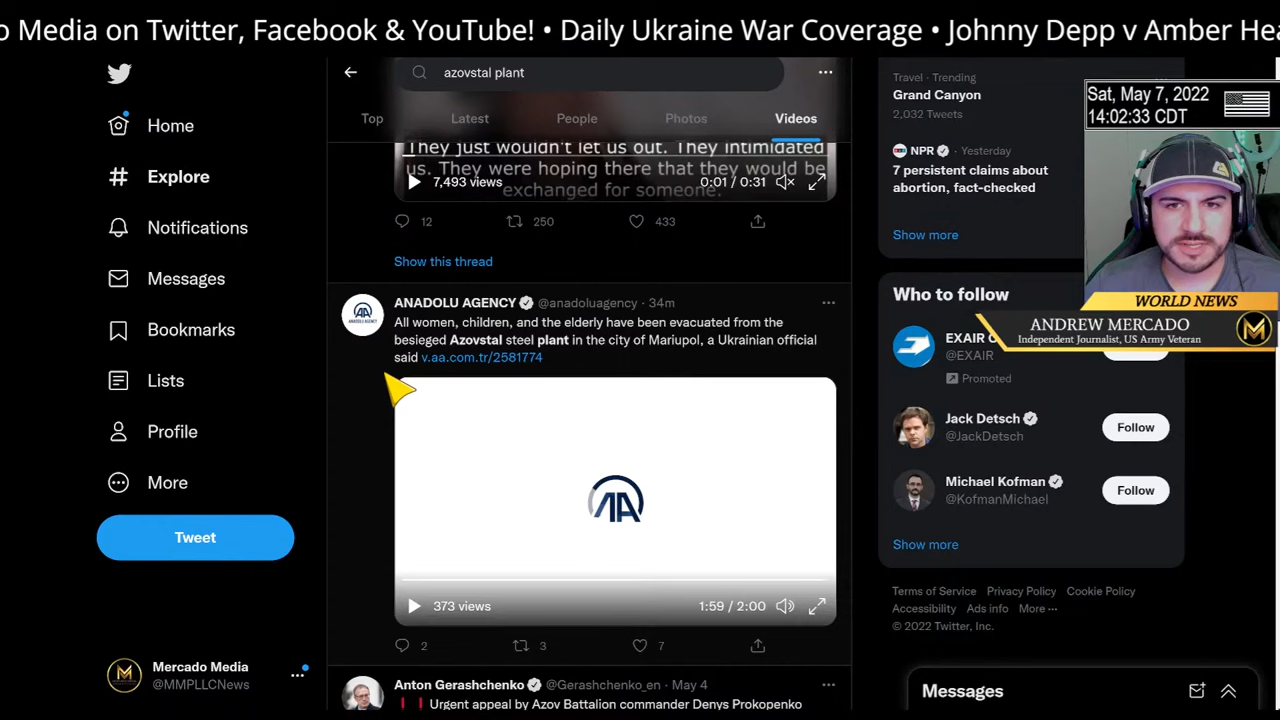 o Media on Twitter, Facebook & YouTube! • Daily Ukraine War Coverage • Johnny Depp v Amber Hea
azovstal plant
Top
Latest
People
Photos
Videos
Home
Explore
Notifications
Messages
Bookmarks
Lists
Profile
More
Tweet
Mercado Media
@MMPLLCNews
They just wouldn't let us out. They intimidated
us. They were hoping there that they would be
exchanged for someone.
7,493 views
0:01 / 0:31
12
250
433
Show this thread
ANADOLU AGENCY @anadoluagency · 34m
ANADOLU AGENCY
All women, children, and the elderly have been evacuated from the
besieged Azovstal steel plant in the city of Mariupol, a Ukrainian official
said v.aa.com.tr/2581774
AA
373 views
1:59 / 2:00
2
3
7
Anton Gerashchenko @Gerashchenko_en · May 4
Urgent appeal by Azov Battalion commander Denys Prokopenko
Travel · Trending
Grand Canyon
2,032 Tweets
NPR · Yesterday
7 persistent claims about
abortion, fact-checked
Show more
Sat, May 7, 2022
14:02:33 CDT
WORLD NEWS
ANDREW MERCADO
Independent Journalist, US Army Veteran
M
Who to follow
EXAIR
@EXAIR
Promoted
Jack Detsch
@JackDetsch
Follow
Michael Kofman
@KofmanMichael
Follow
Show more
Terms of Service Privacy Policy Cookie Policy
Accessibility Ads info More ···
© 2022 Twitter, Inc.
Messages